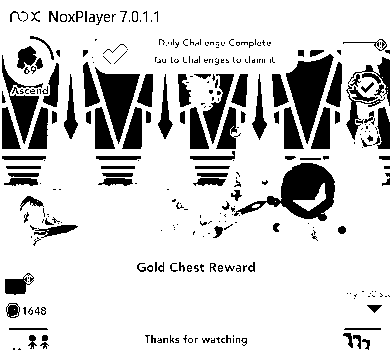 nox NoxPlayer 7.0.1.1
Daily Challenge Complete
Go to Challenges to claim it
69
Ascend
Gold Chest Reward
1648
Thanks for watching